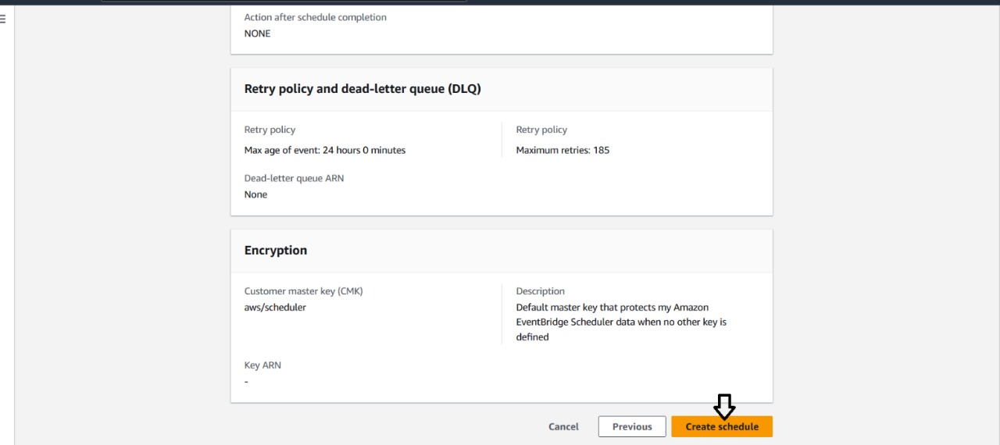 Action after schedule completion
NONE
Retry policy and dead-letter queue (DLQ)
Retry policy
Max age of event: 24 hours 0 minutes
Retry policy
Maximum retries: 185
Dead-letter queue ARN
None
Encryption
Customer master key (CMK)
aws/scheduler
Description
Default master key that protects my Amazon
EventBridge Scheduler data when no other key is
defined
Key ARN
-
Cancel
Previous
Create schedule